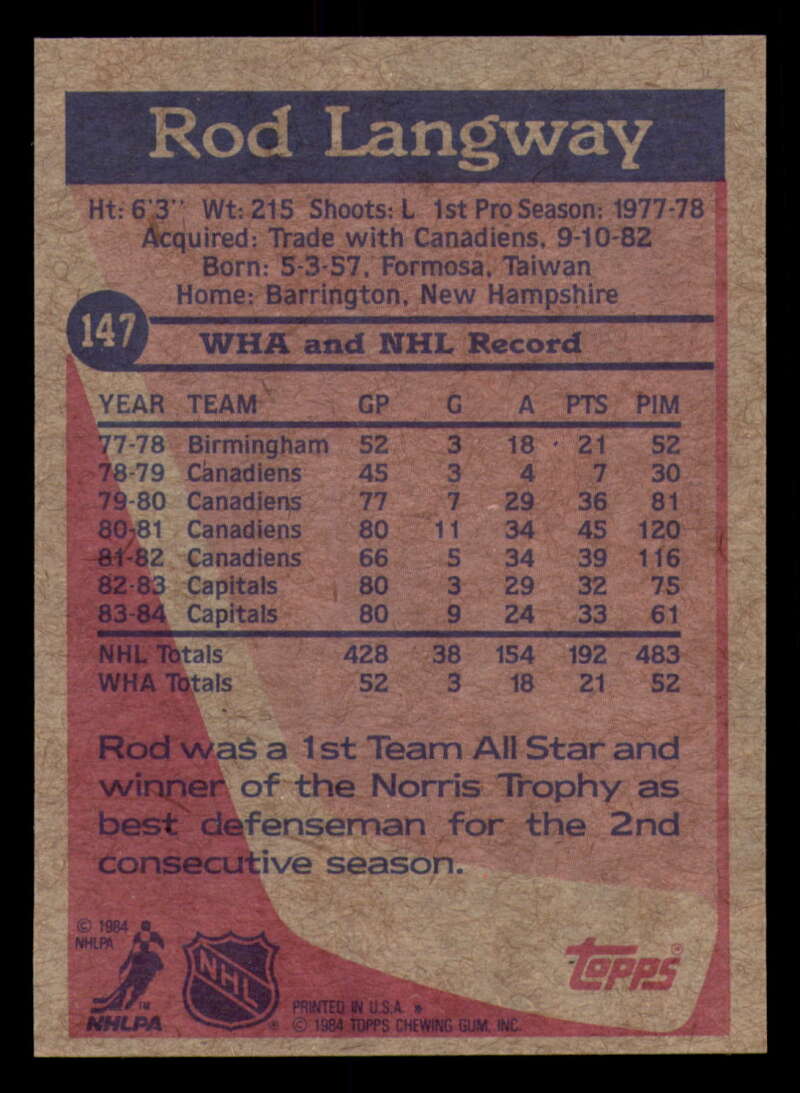 Rod Langway
Ht: 6'3" Wt: 215 Shoots: L 1st Pro Season: 1977-78
Acquired: Trade with Canadiens, 9-10-82
Born: 5-3-57, Formosa, Taiwan
Home: Barrington, New Hampshire
147
WHA and NHL Record
YEAR TEAM GP G A PTS PIM
77-78 Birmingham 52 3 18 21 52
78-79 Canadiens 45 3 4 7 30
79-80 Canadiens 77 7 29 36 81
80-81 Canadiens 80 11 34 45 120
81-82 Canadiens 66 5 34 39 116
82-83 Capitals 80 3 29 32 75
83-84 Capitals 80 9 24 33 61
NHL Totals 428 38 154 192 483
WHA Totals 52 3 18 21 52
Rod was a 1st Team All Star and
winner of the Norris Trophy as
best defenseman for the 2nd
consecutive season.
© 1984
NHLPA
™
NHLPA
NHL
®
PRINTED IN U.S.A. *
© 1984 TOPPS CHEWING GUM, INC.
Topps®